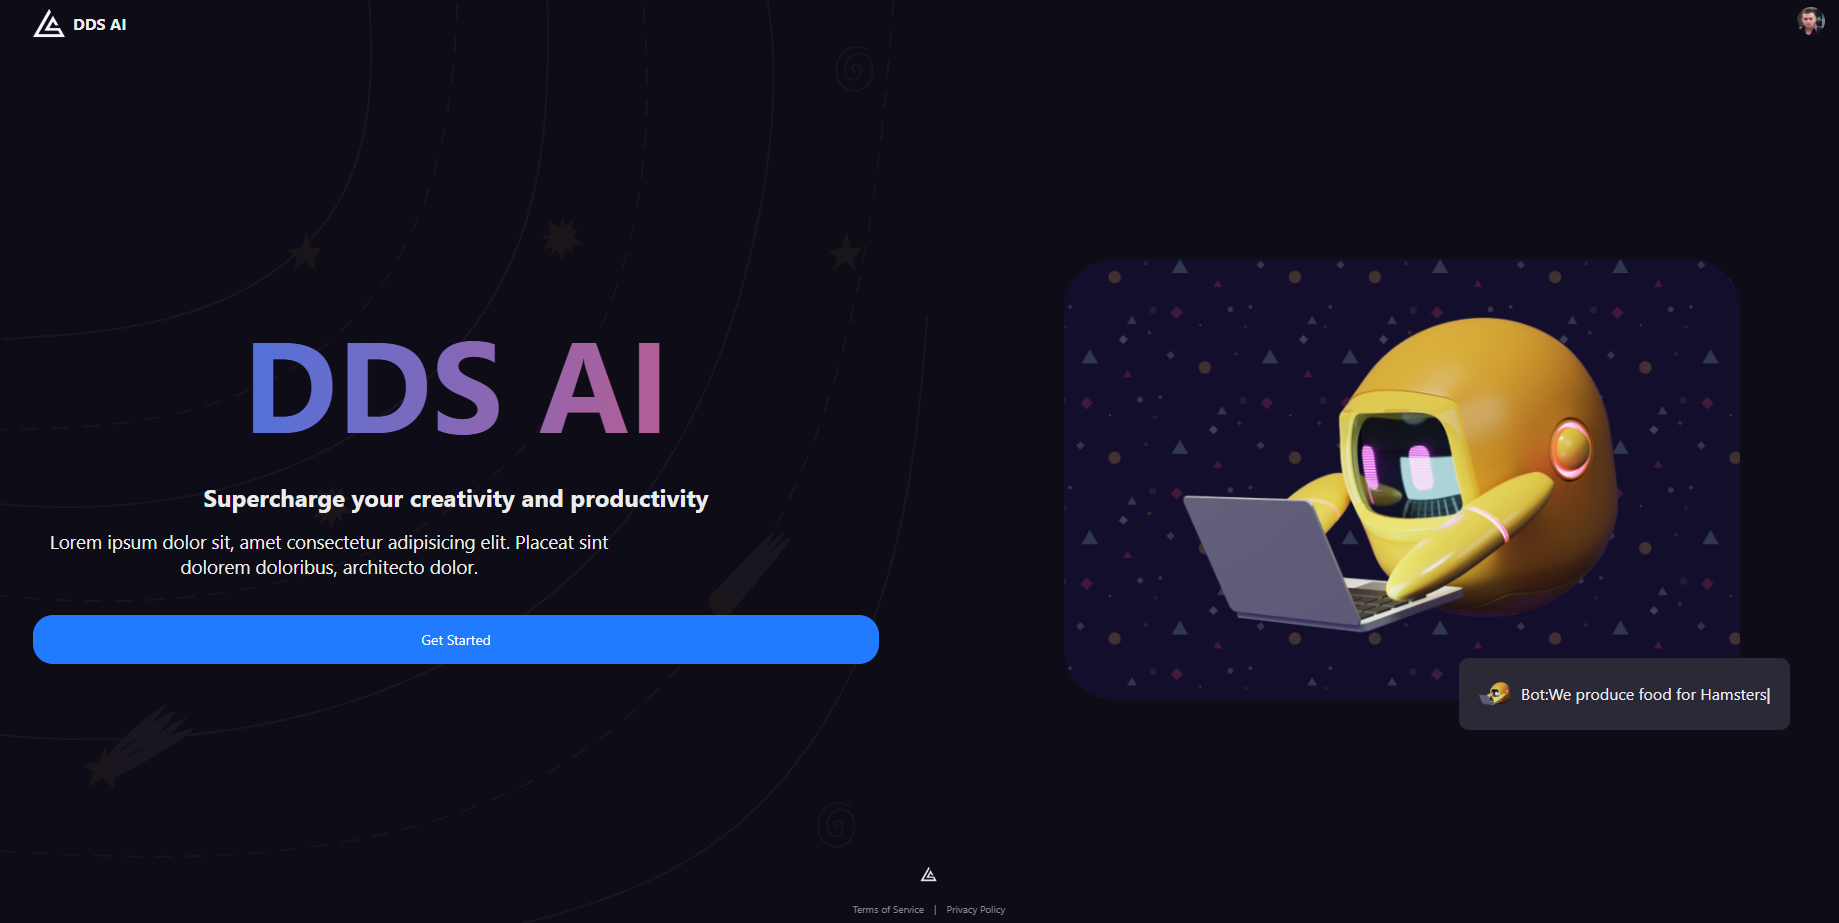 DDS AI
DDS AI
Supercharge your creativity and productivity
Lorem ipsum dolor sit, amet consectetur adipisicing elit. Placeat sint
dolorem doloribus, architecto dolor.
Get Started
Bot:We produce food for Hamsters|
Terms of Service | Privacy Policy